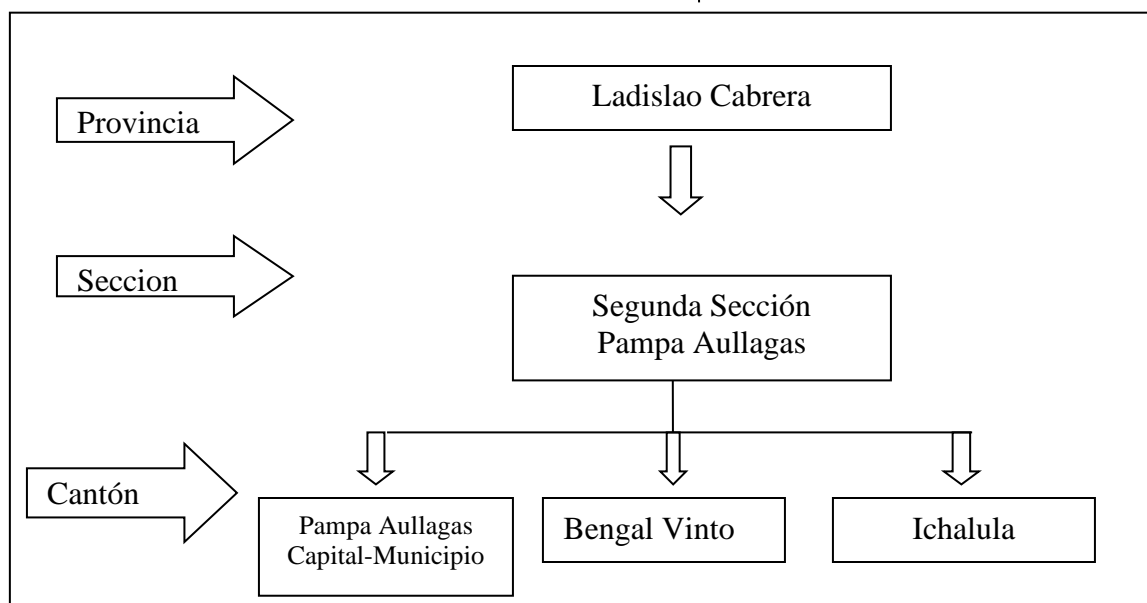 Provincia
Ladislao Cabrera
Seccion
Segunda Sección
Pampa Aullagas
Cantón
Pampa Aullagas
Capital-Municipio
Bengal Vinto
Ichalula